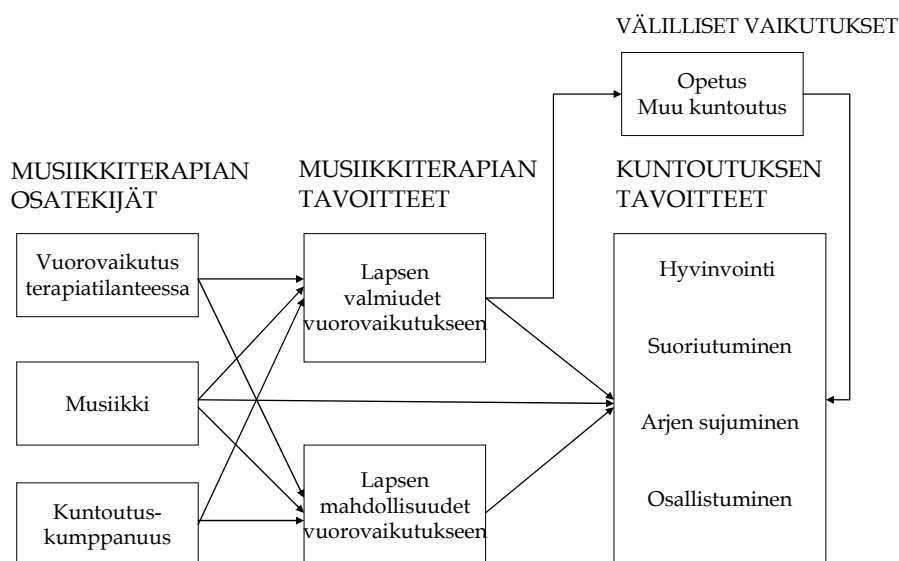 VÄLILLISET VAIKUTUKSET
Opetus
Muu kuntoutus
MUSIIKKITERAPIAN
OSATEKIJÄT
Vuorovaikutus
terapiatilanteessa
Musiikki
Kuntoutus-
kumppanuus
MUSIIKKITERAPIAN
TAVOITTEET
Lapsen
valmiudet
vuorovaikutukseen
Lapsen
mahdollisuudet
vuorovaikutukseen
KUNTOUTUKSEN
TAVOITTEET
Hyvinvointi
Suoriutuminen
Arjen sujuminen
Osallistuminen